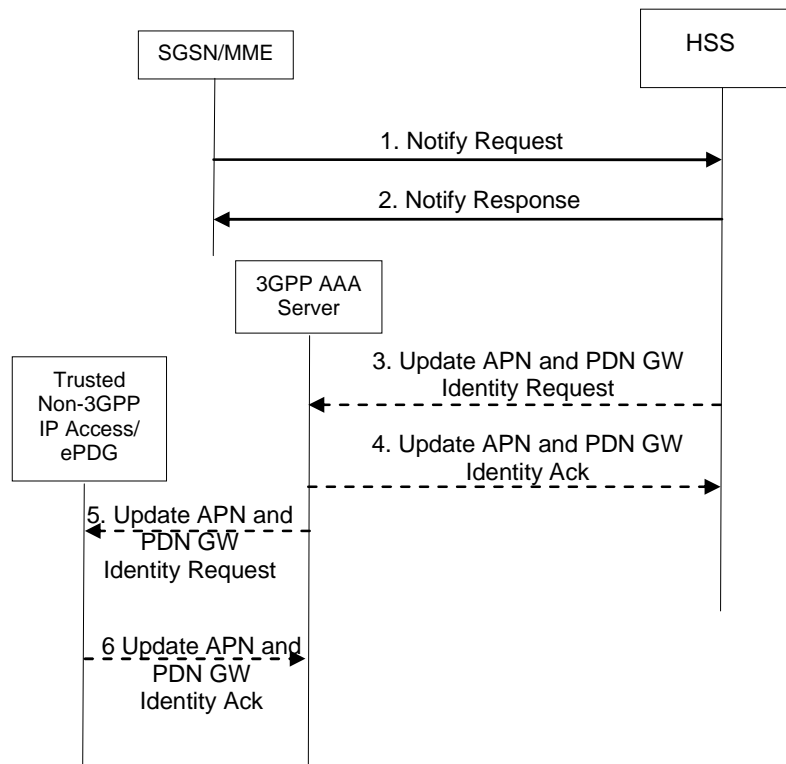 SGSN/MME
HSS
1. Notify Request
2. Notify Response
3GPP AAA
Server
3. Update APN and PDN GW
Identity Request
Trusted
Non-3GPP
IP Access/
ePDG
4. Update APN and PDN GW
Identity Ack
5. Update APN and
PDN GW
Identity Request
6 Update APN and
PDN GW
Identity Ack